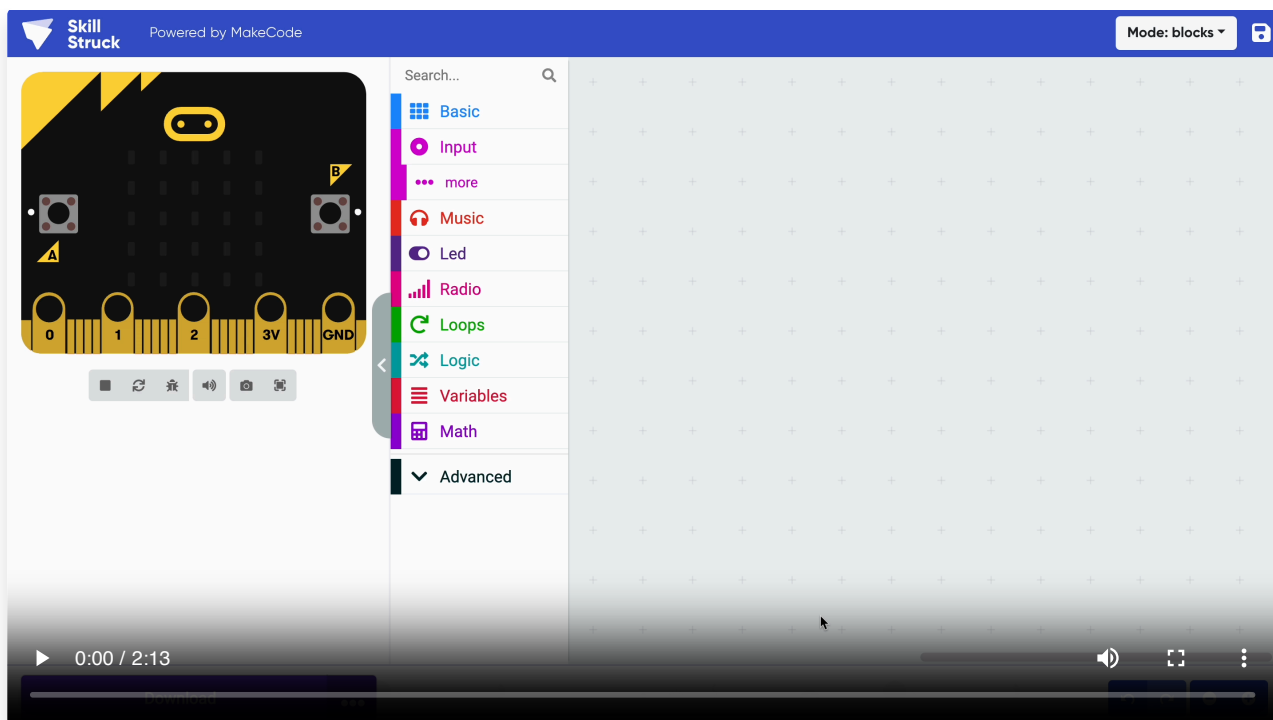 Skill
Struck
Powered by MakeCode
Mode: blocks
Search...
Basic
Input
more
Music
Led
Radio
Loops
Logic
Variables
Math
Advanced
B
A
0 1 2 3V GND
0:00 / 2:13
Download